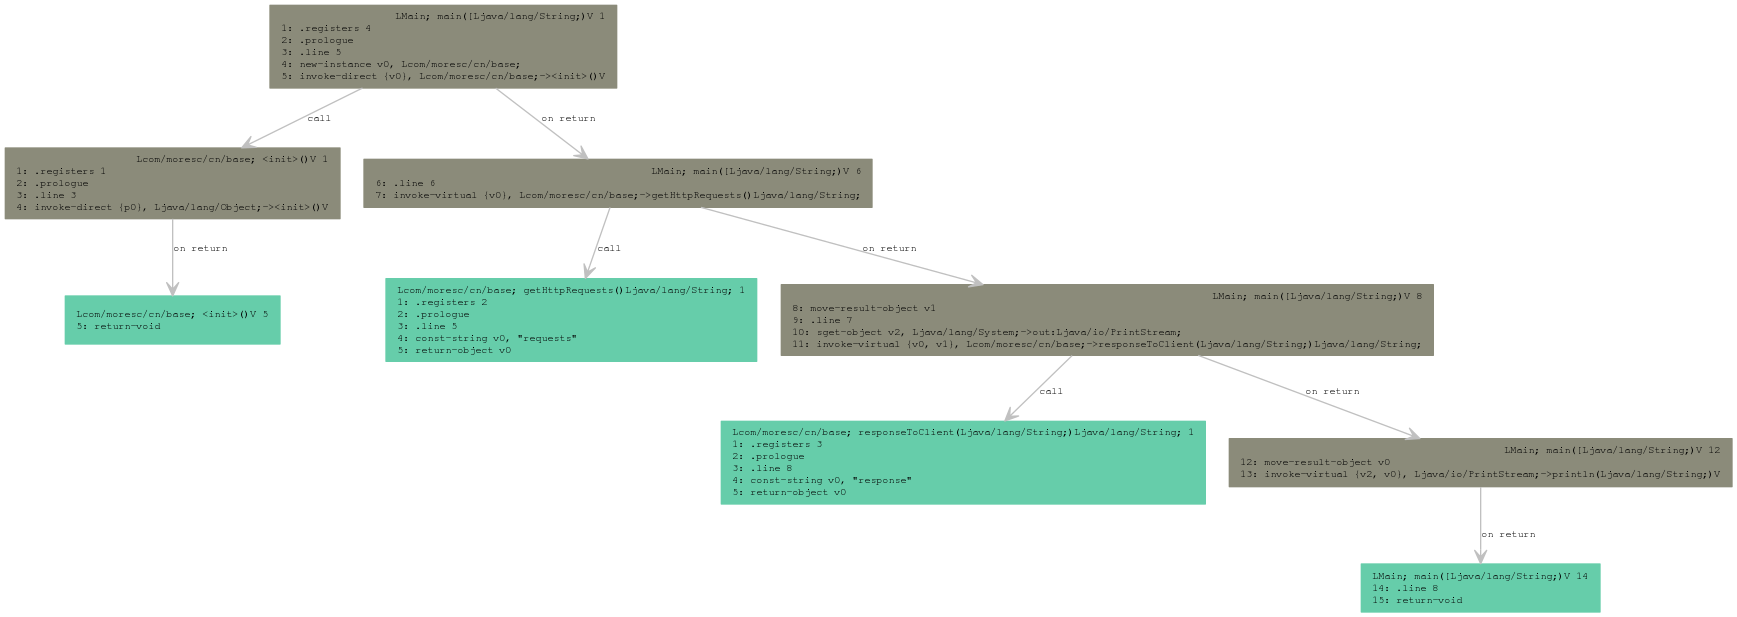 LMain; main([Ljava/lang/String;)V 1
1: .registers 4
2: .prologue
3: .line 5
4: new-instance v0, Lcom/moresc/cn/base;
5: invoke-direct {v0}, Lcom/moresc/cn/base;-><init>()V
call
on return
Lcom/moresc/cn/base; <init>()V 1
1: .registers 1
2: .prologue
3: .line 3
4: invoke-direct {p0}, Ljava/lang/Object;-><init>()V
LMain; main([Ljava/lang/String;)V 6
6: .line 6
7: invoke-virtual {v0}, Lcom/moresc/cn/base;->getHttpRequests()Ljava/lang/String;
on return
call
on return
Lcom/moresc/cn/base; <init>()V 5
5: return-void
Lcom/moresc/cn/base; getHttpRequests()Ljava/lang/String; 1
1: .registers 2
2: .prologue
3: .line 5
4: const-string v0, "requests"
5: return-object v0
LMain; main([Ljava/lang/String;)V 8
8: move-result-object v1
9: .line 7
10: sget-object v2, Ljava/lang/System;->out:Ljava/io/PrintStream;
11: invoke-virtual {v0, v1}, Lcom/moresc/cn/base;->responseToClient(Ljava/lang/String;)Ljava/lang/String;
call
on return
Lcom/moresc/cn/base; responseToClient(Ljava/lang/String;)Ljava/lang/String; 1
1: .registers 3
2: .prologue
3: .line 8
4: const-string v0, "response"
5: return-object v0
LMain; main([Ljava/lang/String;)V 12
12: move-result-object v0
13: invoke-virtual {v2, v0}, Ljava/io/PrintStream;->println(Ljava/lang/String;)V
on return
LMain; main([Ljava/lang/String;)V 14
14: .line 8
15: return-void